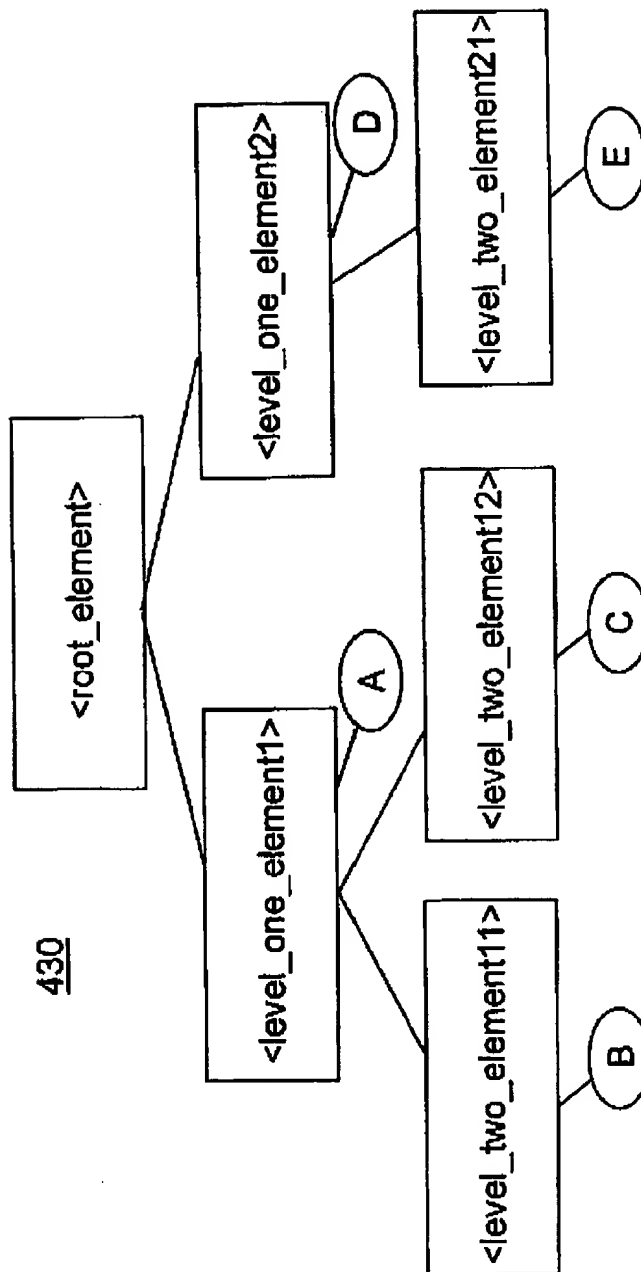 430
<root_element>
<level_one_element1>
<level_one_element2>
A
D
<level_two_element11>
<level_two_element12>
<level_two_element21>
B
C
E